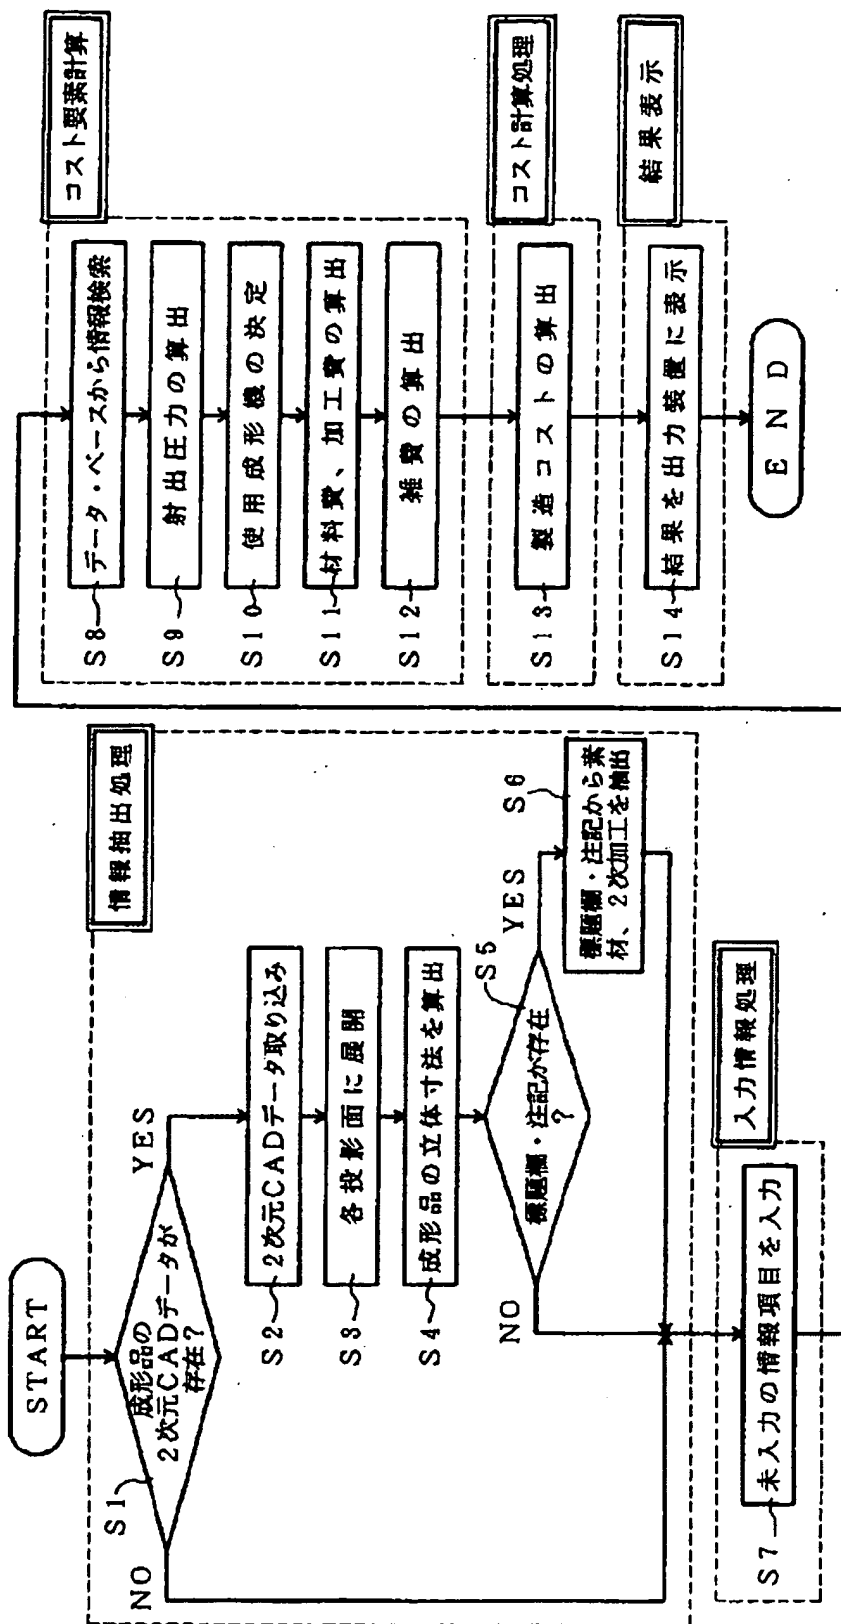 START
情報抽出処理
S1
成形品の
2次元CADデータが
存在?
YES
NO
S2
2次元CADデータ取り込み
S3
各投影面に展開
S4
成形品の立体寸法を算出
S5
標題欄・注記が存在
?
YES
NO
S6
標題欄・注記から素
材、2次加工を抽出
入力情報処理
S7
未入力の情報項目を入力
コスト要素計算
S8
データ・ベースから情報検索
S9
射出圧力の算出
S10
使用成形機の決定
S11
材料費、加工費の算出
S12
雑費の算出
コスト計算処理
S13
製造コストの算出
結果表示
S14
結果を出力装置に表示
END